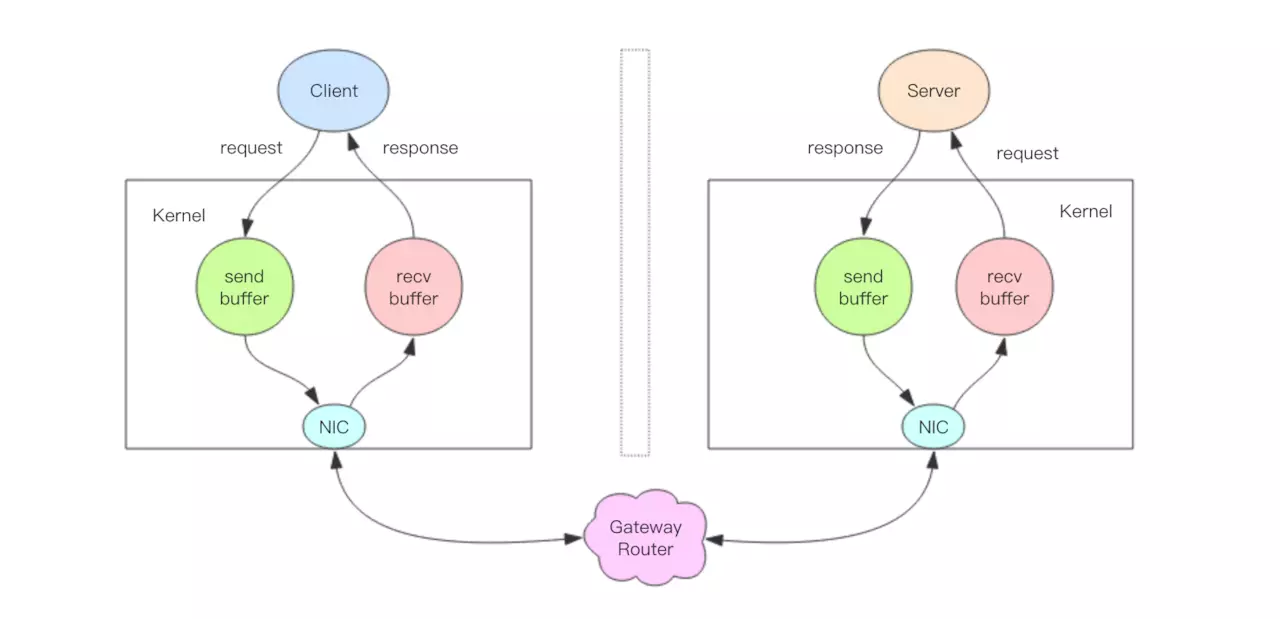 Client
Server
request
response
response
request
Kernel
Kernel
send
buffer
recv
buffer
send
buffer
recv
buffer
NIC
NIC
Gateway
Router